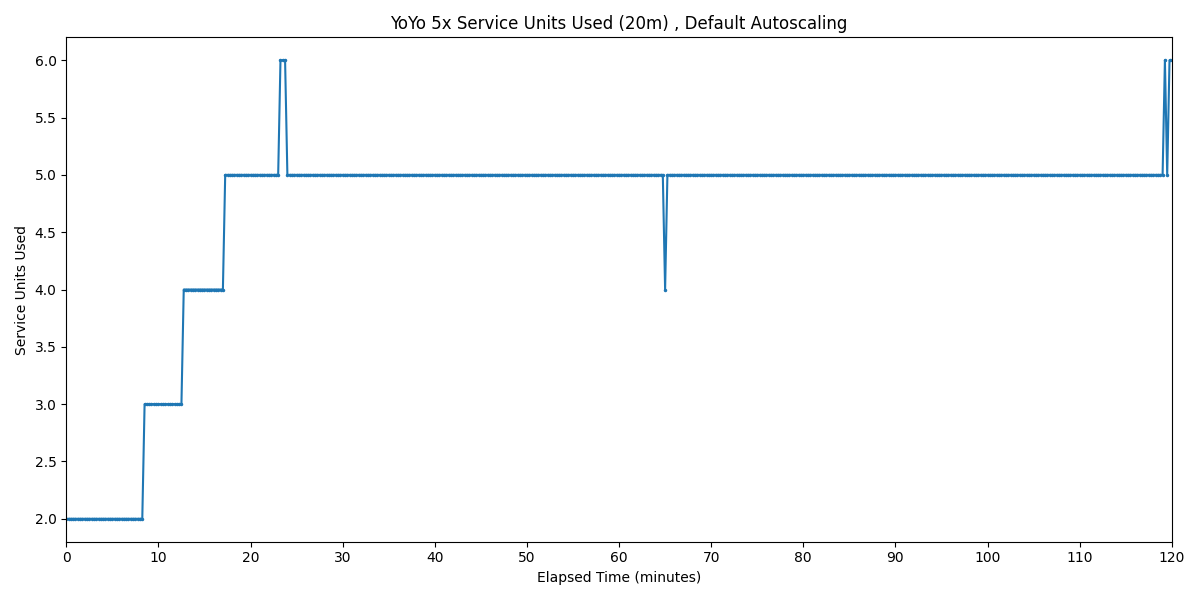 YoYo 5x Service Units Used (20m) , Default Autoscaling
Service Units Used
6.0
5.5
5.0
4.5
4.0
3.5
3.0
2.5
2.0
0 10 20 30 40 50 60 70 80 90 100 110 120
Elapsed Time (minutes)